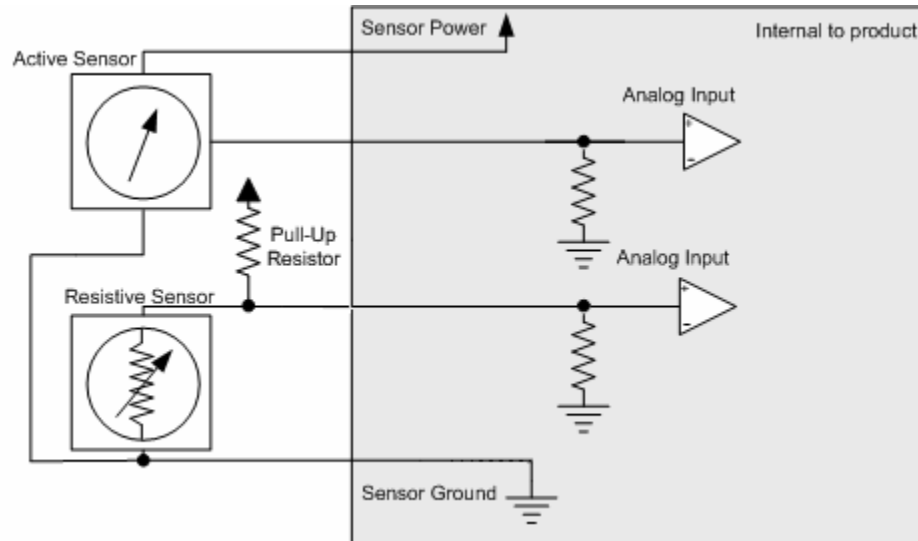 Sensor Power
Internal to product
Active Sensor
Analog Input
+
-
Pull-Up
Resistor
Analog Input
+
-
Resistive Sensor
Sensor Ground